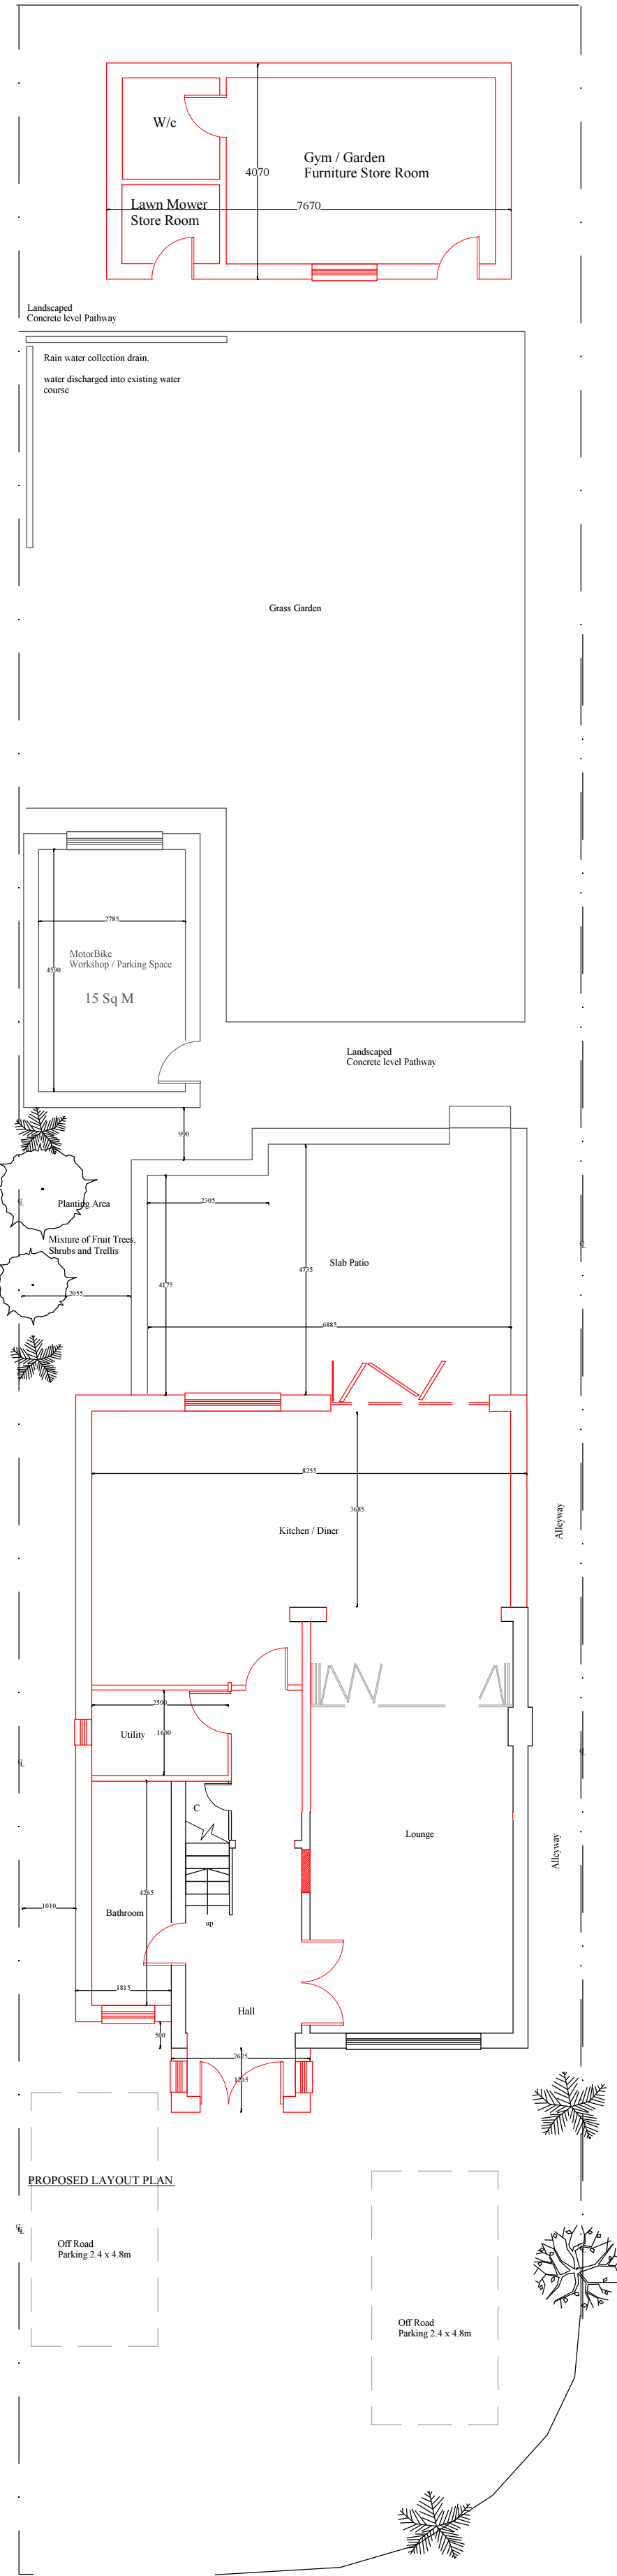 W/c
Gym / Garden
Furniture Store Room
4070
Lawn Mower
Store Room
7670
Landscaped
Concrete level Pathway
Rain water collection drain,
water discharged into existing water
course
Grass Garden
2785
MotorBike
Workshop / Parking Space
4590
15 Sq M
Landscaped
Concrete level Pathway
990
Planting Area
2305
Mixture of Fruit Trees,
Shrubs and Trellis
Slab Patio
4735
4175
2055
6885
8255
3685
Alleyway
Kitchen / Diner
2590
Utility
1600
C
Lounge
Alleyway
4265
1010
Bathroom
up
1815
Hall
500
2625
1205
PROPOSED LAYOUT PLAN
Off Road
Parking 2.4 x 4.8m
Off Road
Parking 2.4 x 4.8m